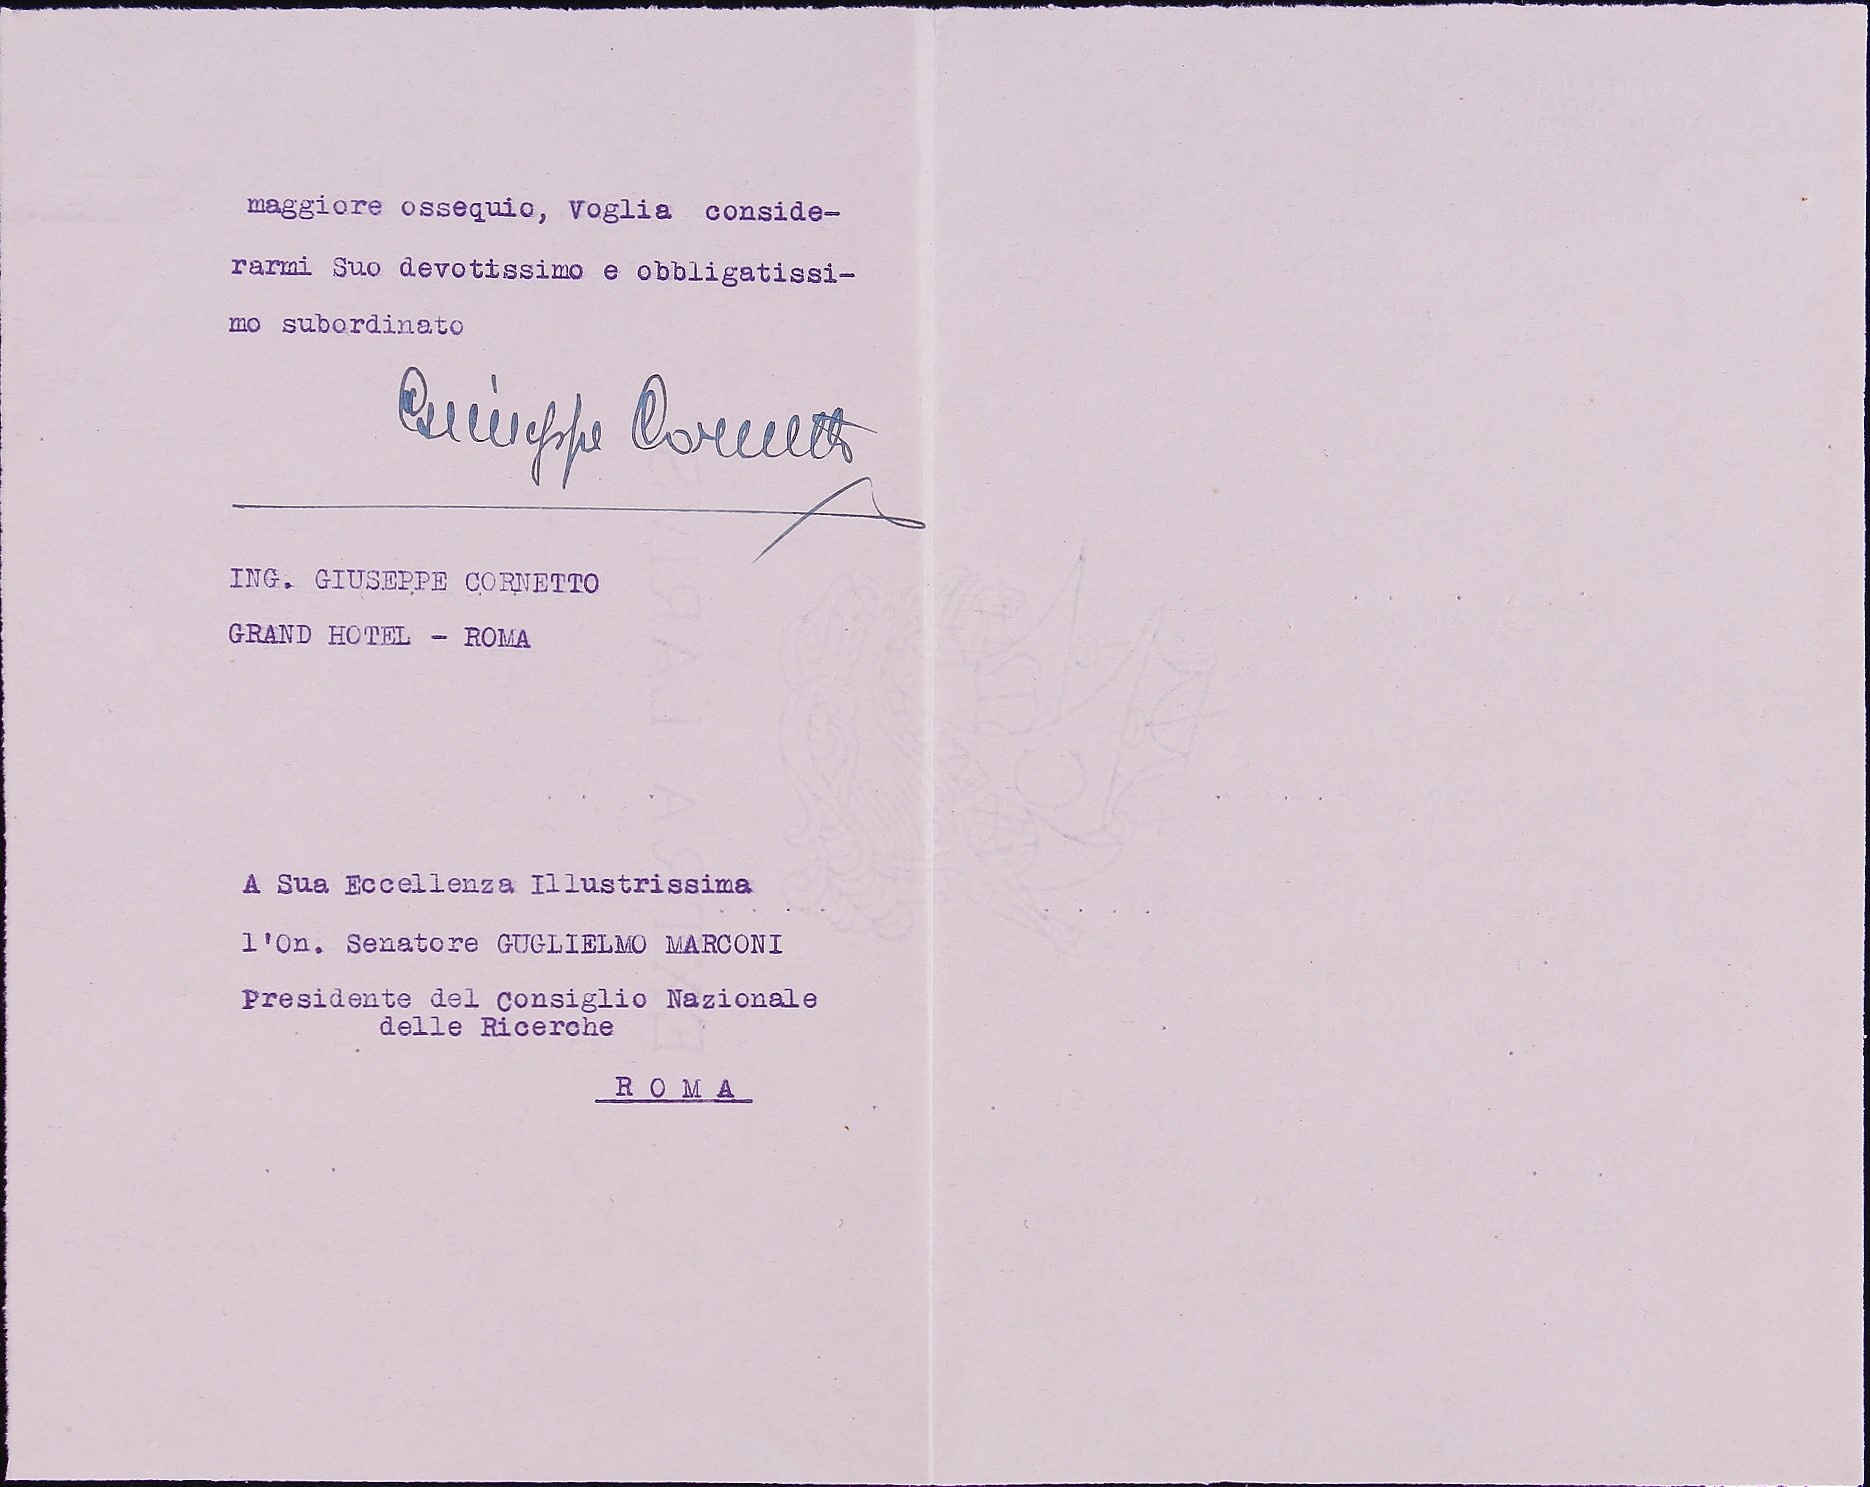 maggiore ossequio, Voglia conside-
rarmi Suo devotissimo e obbligatissi-
mo subordinato
Giuseppe Cornetto
ING. GIUSEPPE CORNETTO
GRAND HOTEL - ROMA
A Sua Eccellenza Illustrissima
l'On. Senatore GUGLIELMO MARCONI
Presidente del Consiglio Nazionale
delle Ricerche
R O M A